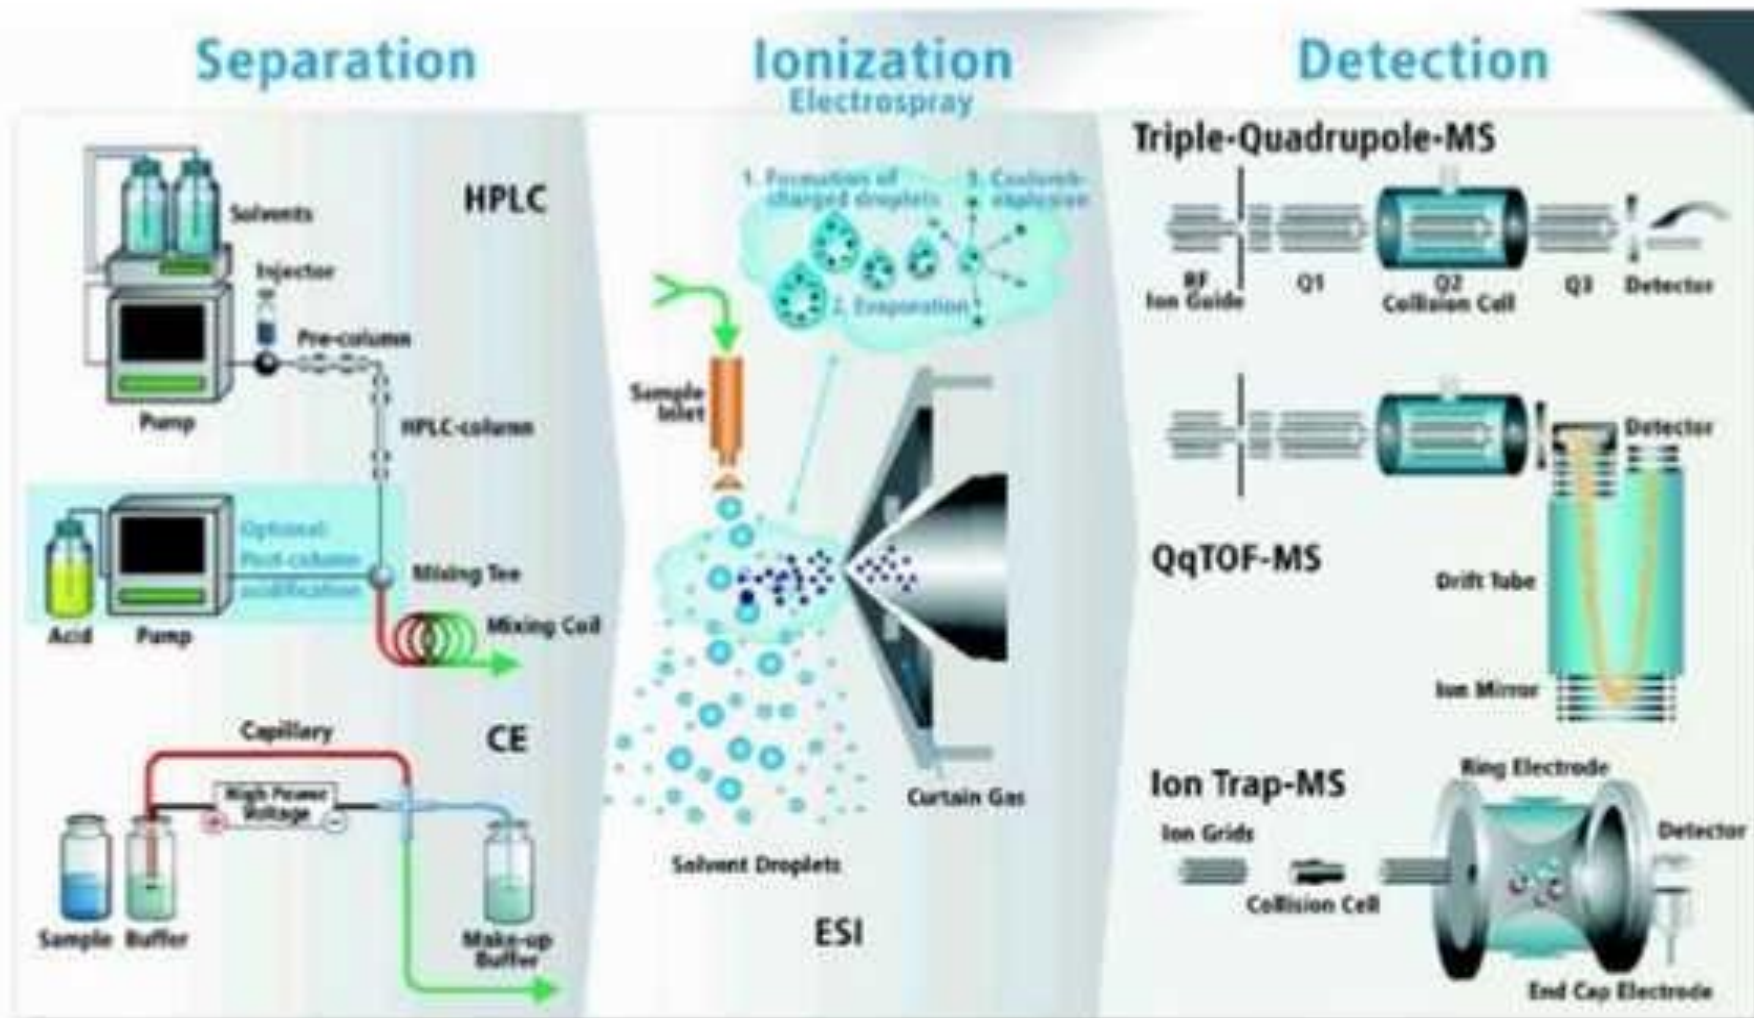 Separation
Ionization
Electrospray
Detection
HPLC
Solvents
Injector
Pre-column
Pump
HPLC-column
Optional:
Post-column
acidification
Mixing Tee
Acid
Pump
Mixing Coil
CE
Capillary
High Power
Voltage
+
−
Sample
Buffer
Make-up
Buffer
1. Formation of
charged droplets
3. Coulomb-
explosion
2. Evaporation
Sample
Inlet
Curtain Gas
Solvent Droplets
ESI
Triple-Quadrupole-MS
RF
Ion Guide
Q1
Q2
Collision Cell
Q3
Detector
Detector
QqTOF-MS
Drift Tube
Ion Mirror
Ion Trap-MS
Ring Electrode
Ion Grids
Collision Cell
Detector
End Cap Electrode